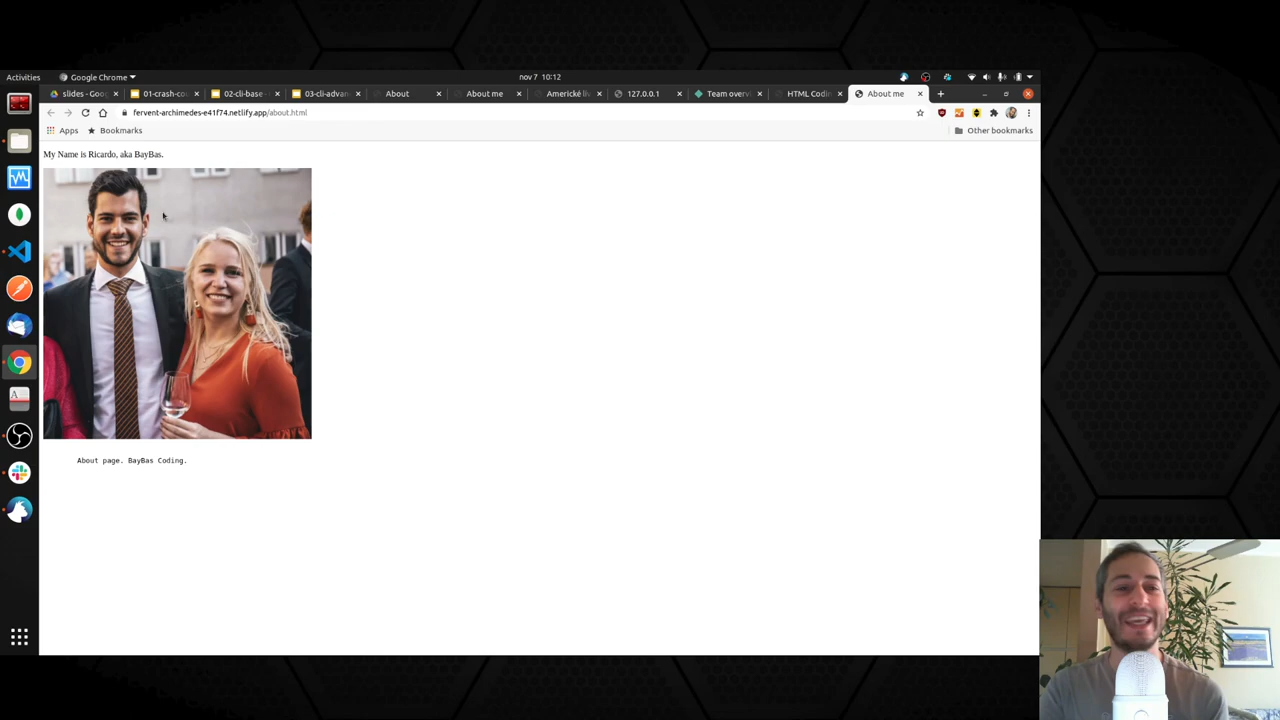 Activities
Google Chrome
nov 7 10:12
slides - Goo
01-crash-co
02-cli-base
03-cli-advan
About
About me
Americké li
127.0.0.1
Team overvi
HTML Codin
About me
fervent-archimedes-e41f74.netlify.app/about.html
Apps
Bookmarks
Other bookmarks
My Name is Ricardo, aka BayBas.
About page. BayBas Coding.